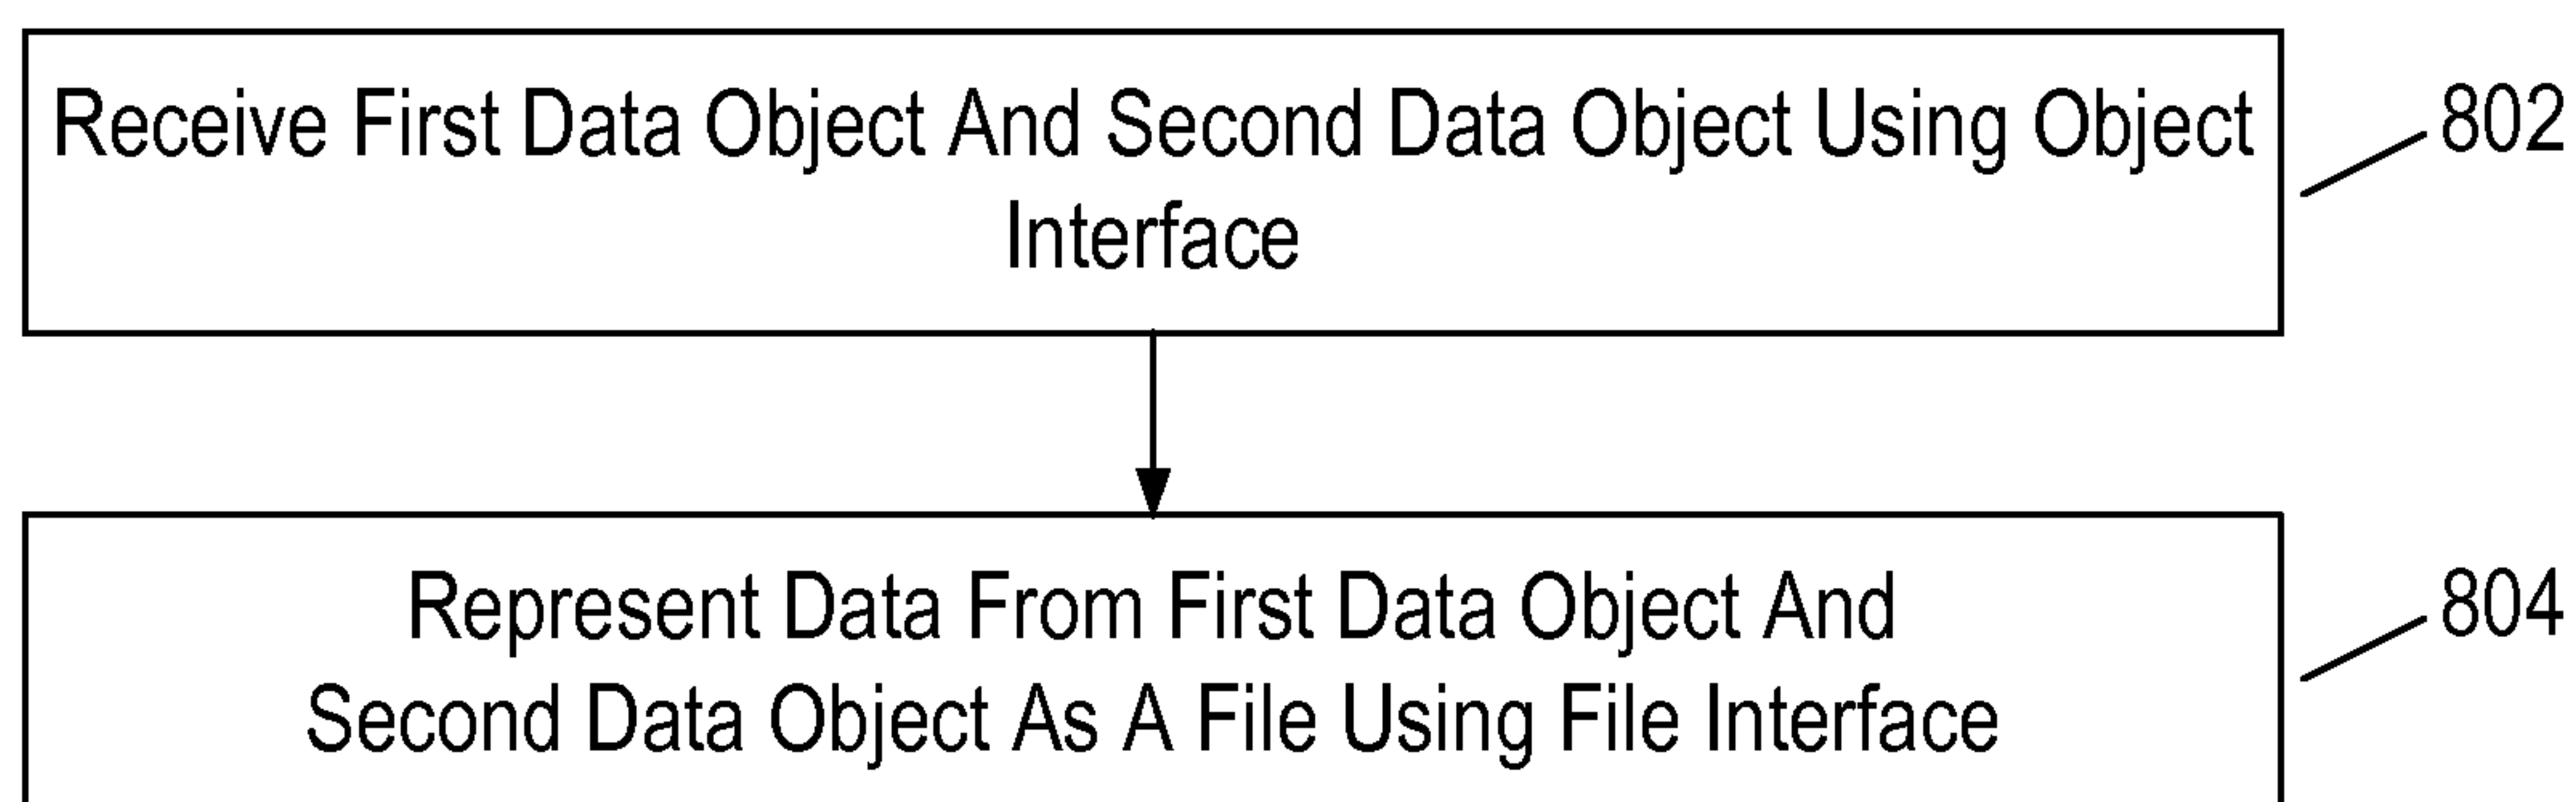 Receive First Data Object And Second Data Object Using Object
Interface
802
Represent Data From First Data Object And
Second Data Object As A File Using File Interface
804